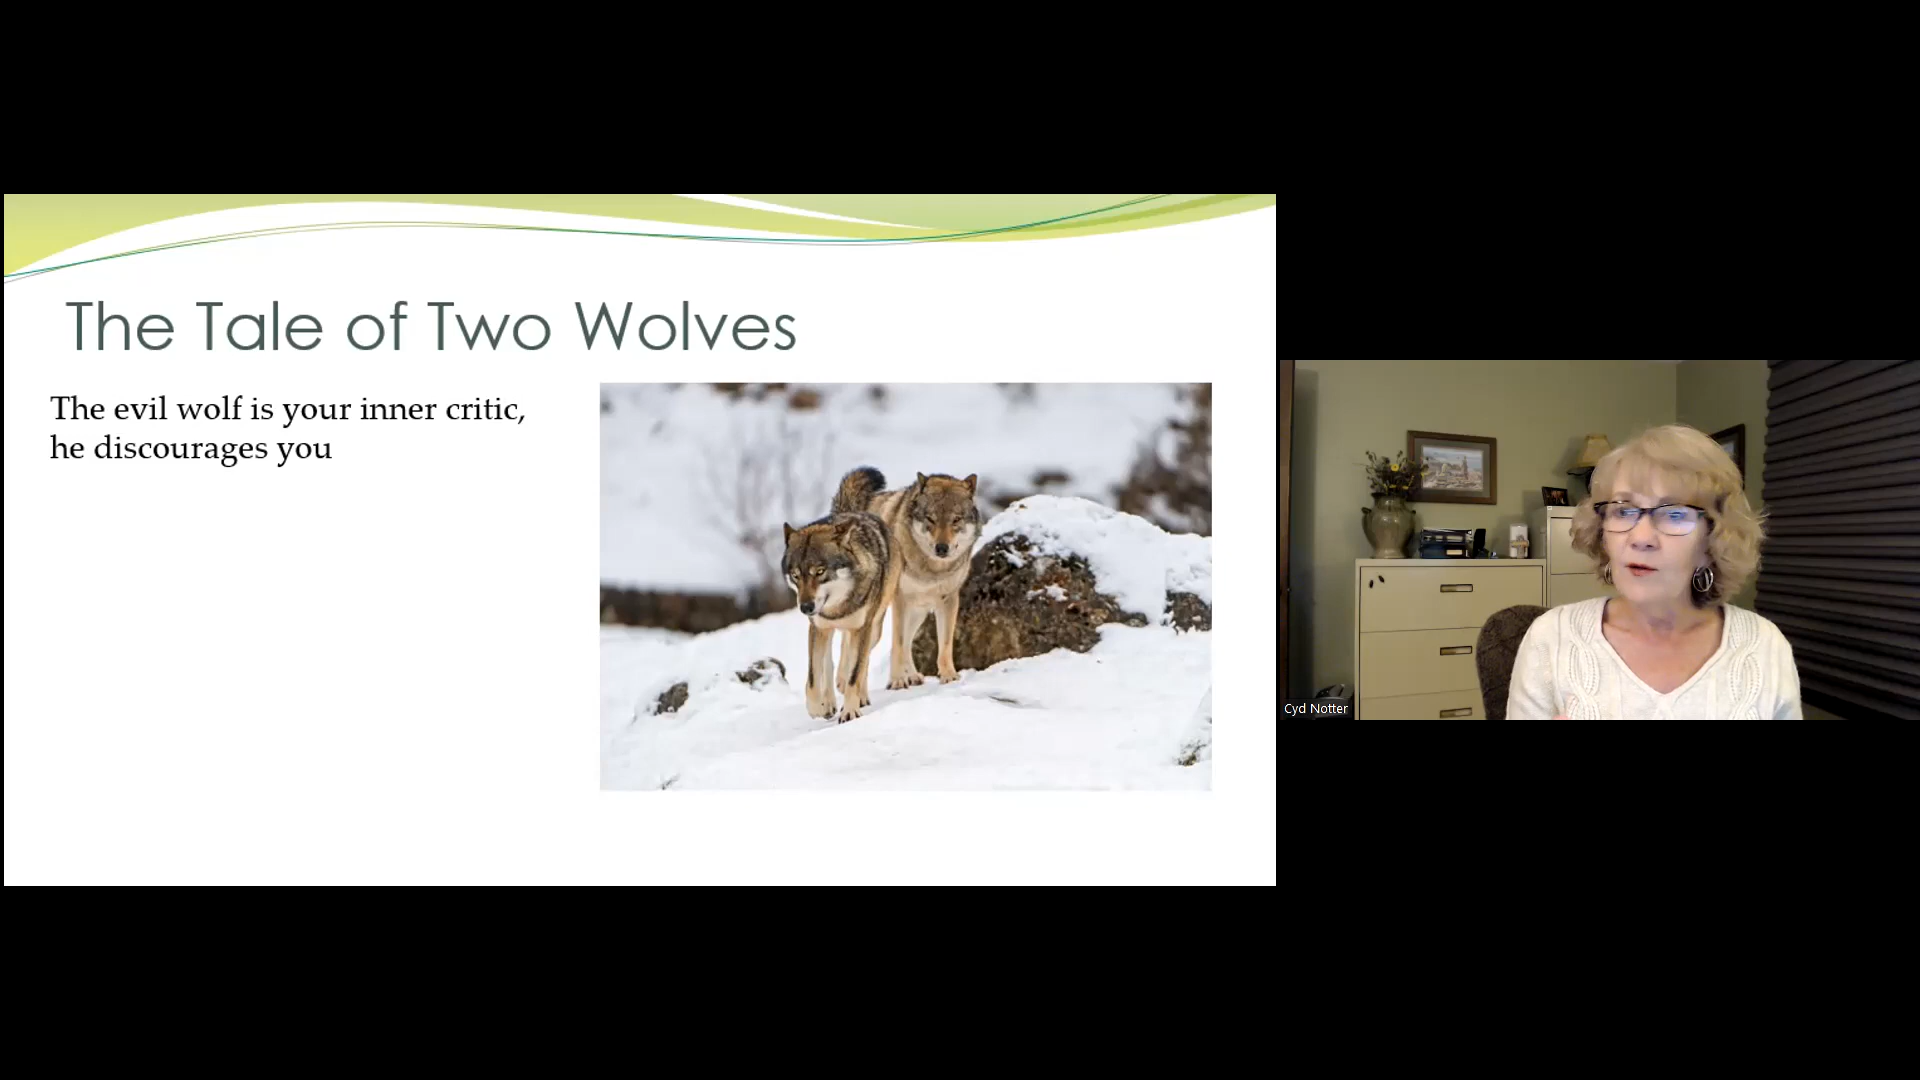 The Tale of Two Wolves
The evil wolf is your inner critic,
he discourages you
Cyd Notter